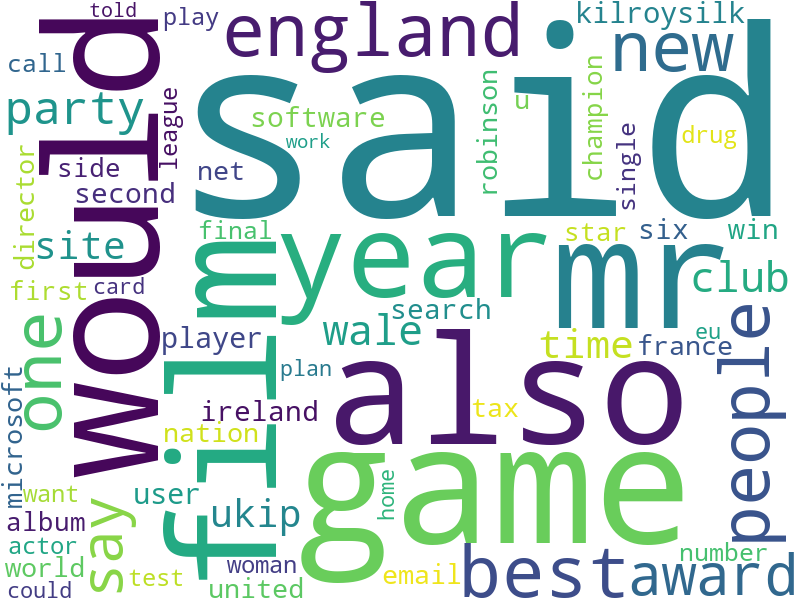 told
play
england
kilroysilk
new
said
would
call
party
league
software
work
robinson
u
champion
drug
single
side
net
second
director
site
final
year
mr
star
six
win
club
first
card
film
search
wale
player
time
france
eu
people
one
also
plan
microsoft
ireland
tax
nation
game
want
user
ukip
home
say
album
actor
world
could
test
woman
united
email
best
number
award